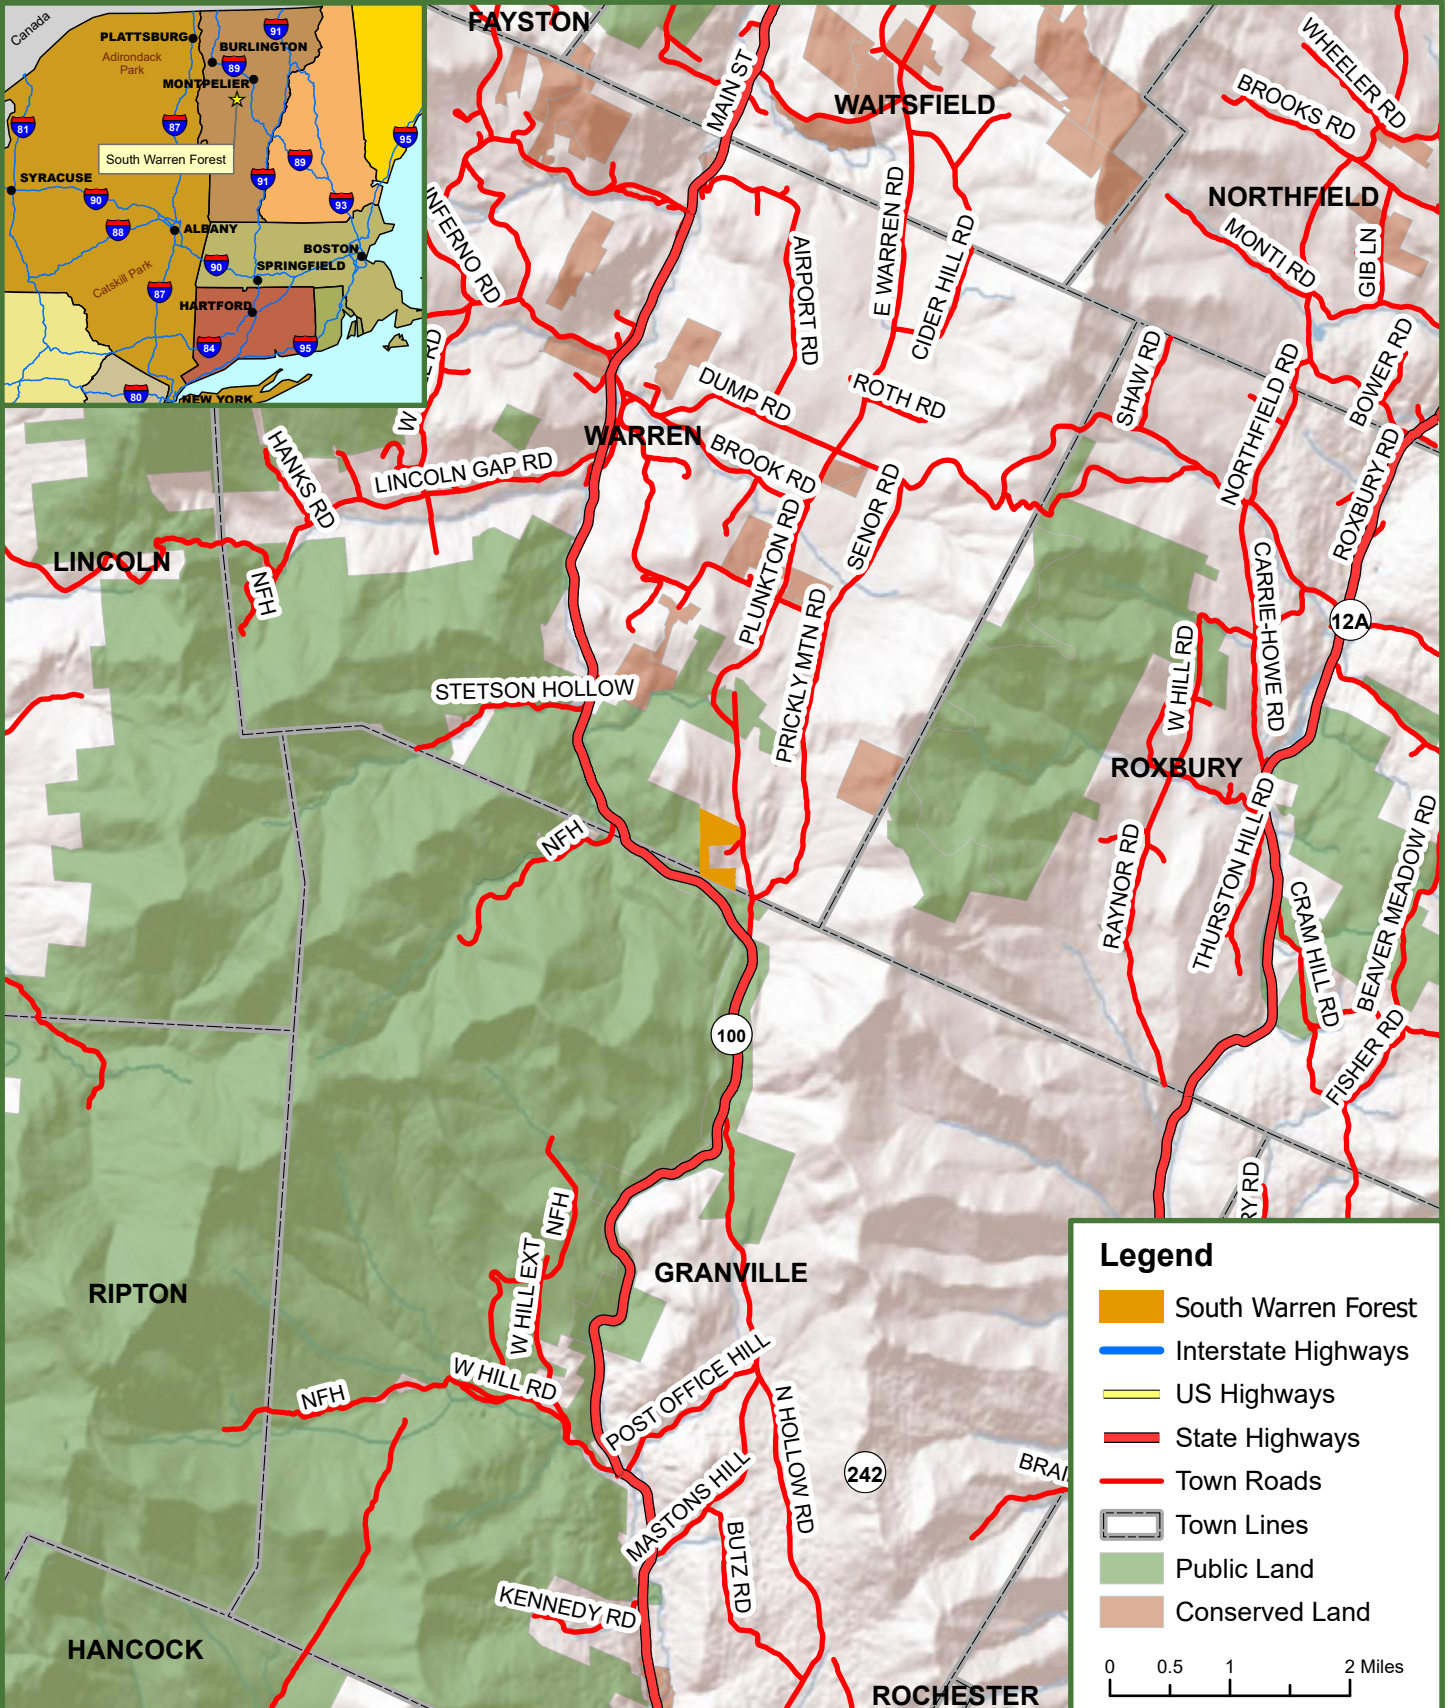 Canada
PLATTSBURG
Adirondack
Park
BURLINGTON
MONTPELIER
91
89
81
87
95
South Warren Forest
89
SYRACUSE
90
91
93
88
ALBANY
BOSTON
90
SPRINGFIELD
Catskill Park
87
HARTFORD
84
95
80
NEW YORK
FAYSTON
MAIN ST
WAITSFIELD
WHEELER RD
BROOKS RD
NORTHFIELD
MONTI RD
GIB LN
INFERNO RD
AIRPORT RD
E WARREN RD
CIDER HILL RD
SHAW RD
NORTHFIELD RD
BOWER RD
ROXBURY RD
W
RD
DUMP RD
ROTH RD
WARREN
BROOK RD
HANKS RD
LINCOLN GAP RD
LINCOLN
NFH
PLUNKTON RD
SENOR RD
PRICKLY MTN RD
CARRIE-HOWE RD
12A
W HILL RD
STETSON HOLLOW
ROXBURY
NFH
RAYNOR RD
THURSTON HILL RD
CRAM HILL RD
BEAVER MEADOW RD
FISHER RD
100
RY RD
NFH
W HILL EXT
GRANVILLE
RIPTON
W HILL RD
NFH
POST OFFICE HILL
N HOLLOW RD
MASTONS HILL
242
BRAI
BUTZ RD
KENNEDY RD
HANCOCK
ROCHESTER
Legend
South Warren Forest
Interstate Highways
US Highways
State Highways
Town Roads
Town Lines
Public Land
Conserved Land
0 0.5 1 2 Miles